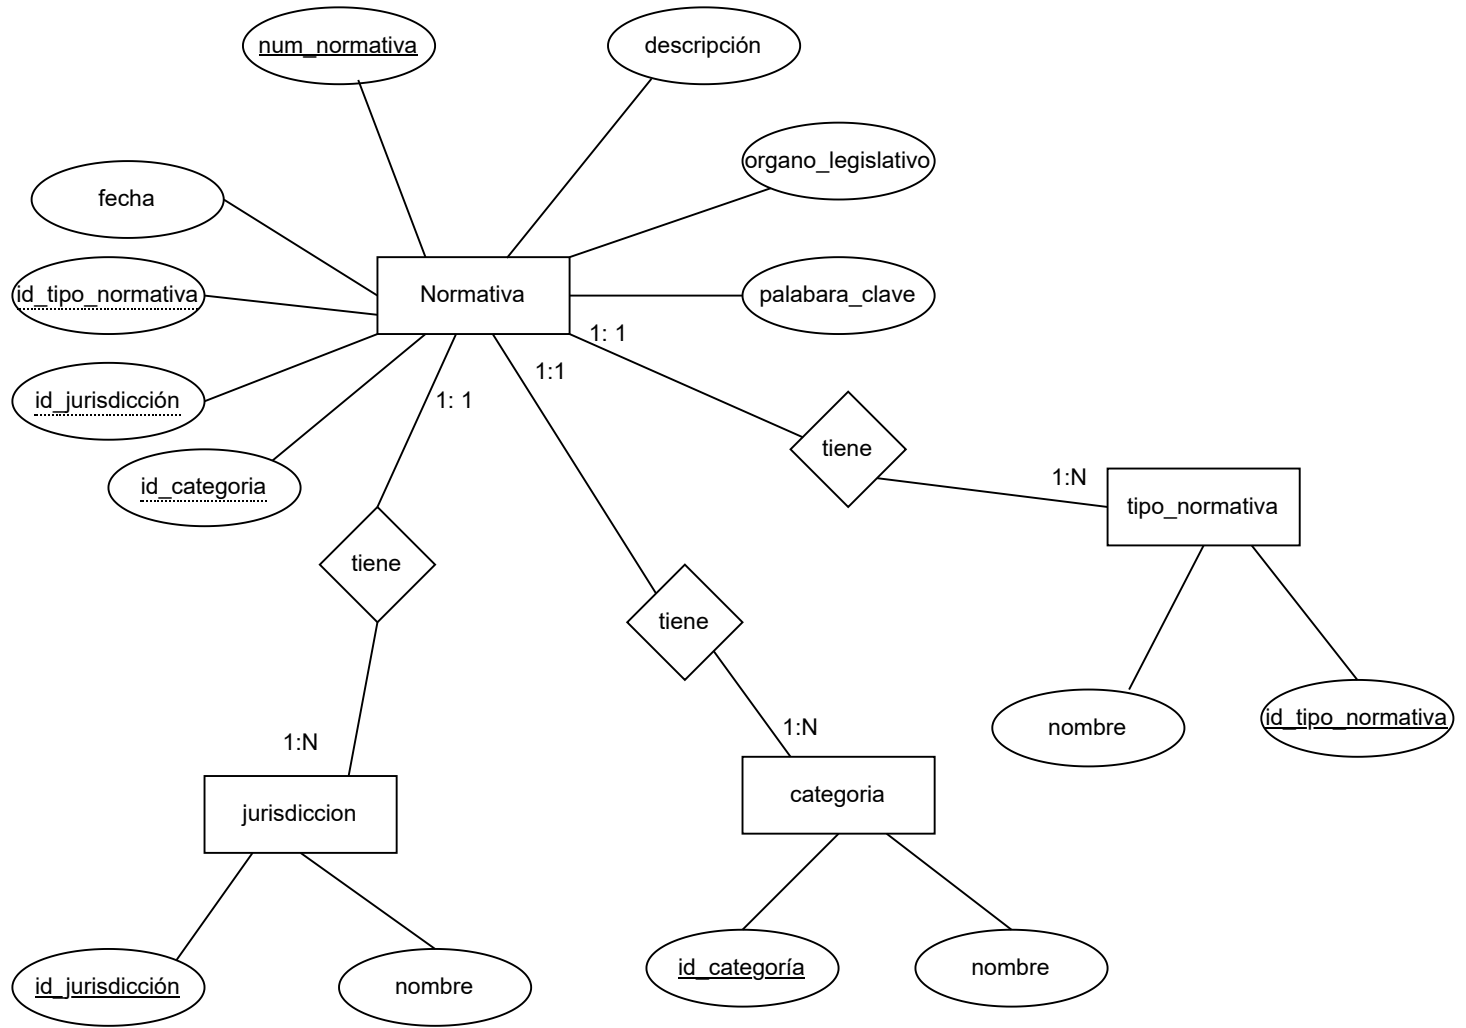 num_normativa
descripción
organo_legislativo
fecha
id_tipo_normativa
Normativa
palabara_clave
1: 1
1:1
id_jurisdicción
1: 1
tiene
1:N
id_categoria
tipo_normativa
tiene
tiene
nombre
id_tipo_normativa
1:N
1:N
categoria
jurisdiccion
id_categoría
nombre
id_jurisdicción
nombre